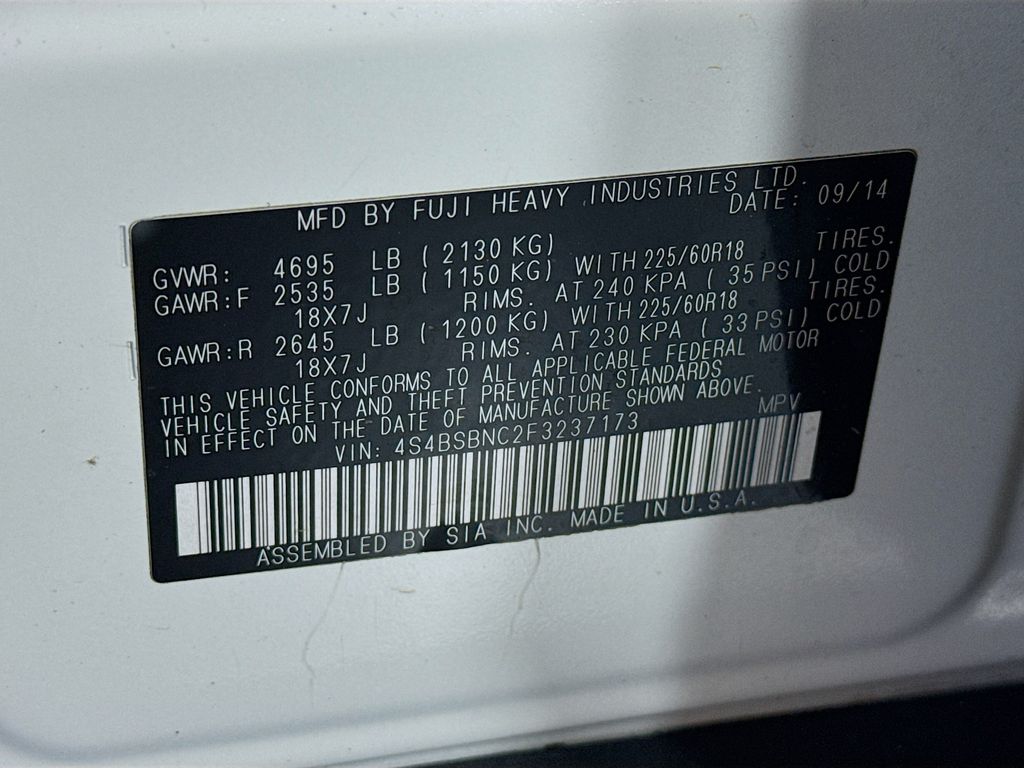 MFD BY FUJI HEAVY INDUSTRIES LTD.
DATE: 09/14
GVWR: 4695 LB ( 2130 KG)
GAWR:F 2535 LB ( 1150 KG) WITH 225/60R18 TIRES.
18X7J RIMS. AT 240 KPA ( 35 PSI) COLD
GAWR:R 2645 LB ( 1200 KG) WITH 225/60R18 TIRES.
18X7J RIMS. AT 230 KPA ( 33 PSI) COLD
THIS VEHICLE CONFORMS TO ALL APPLICABLE FEDERAL MOTOR
VEHICLE SAFETY AND THEFT PREVENTION STANDARDS
IN EFFECT ON THE DATE OF MANUFACTURE SHOWN ABOVE.
VIN: 4S4BSBNC2F3237173 MPV
ASSEMBLED BY SIA INC. MADE IN U.S.A.